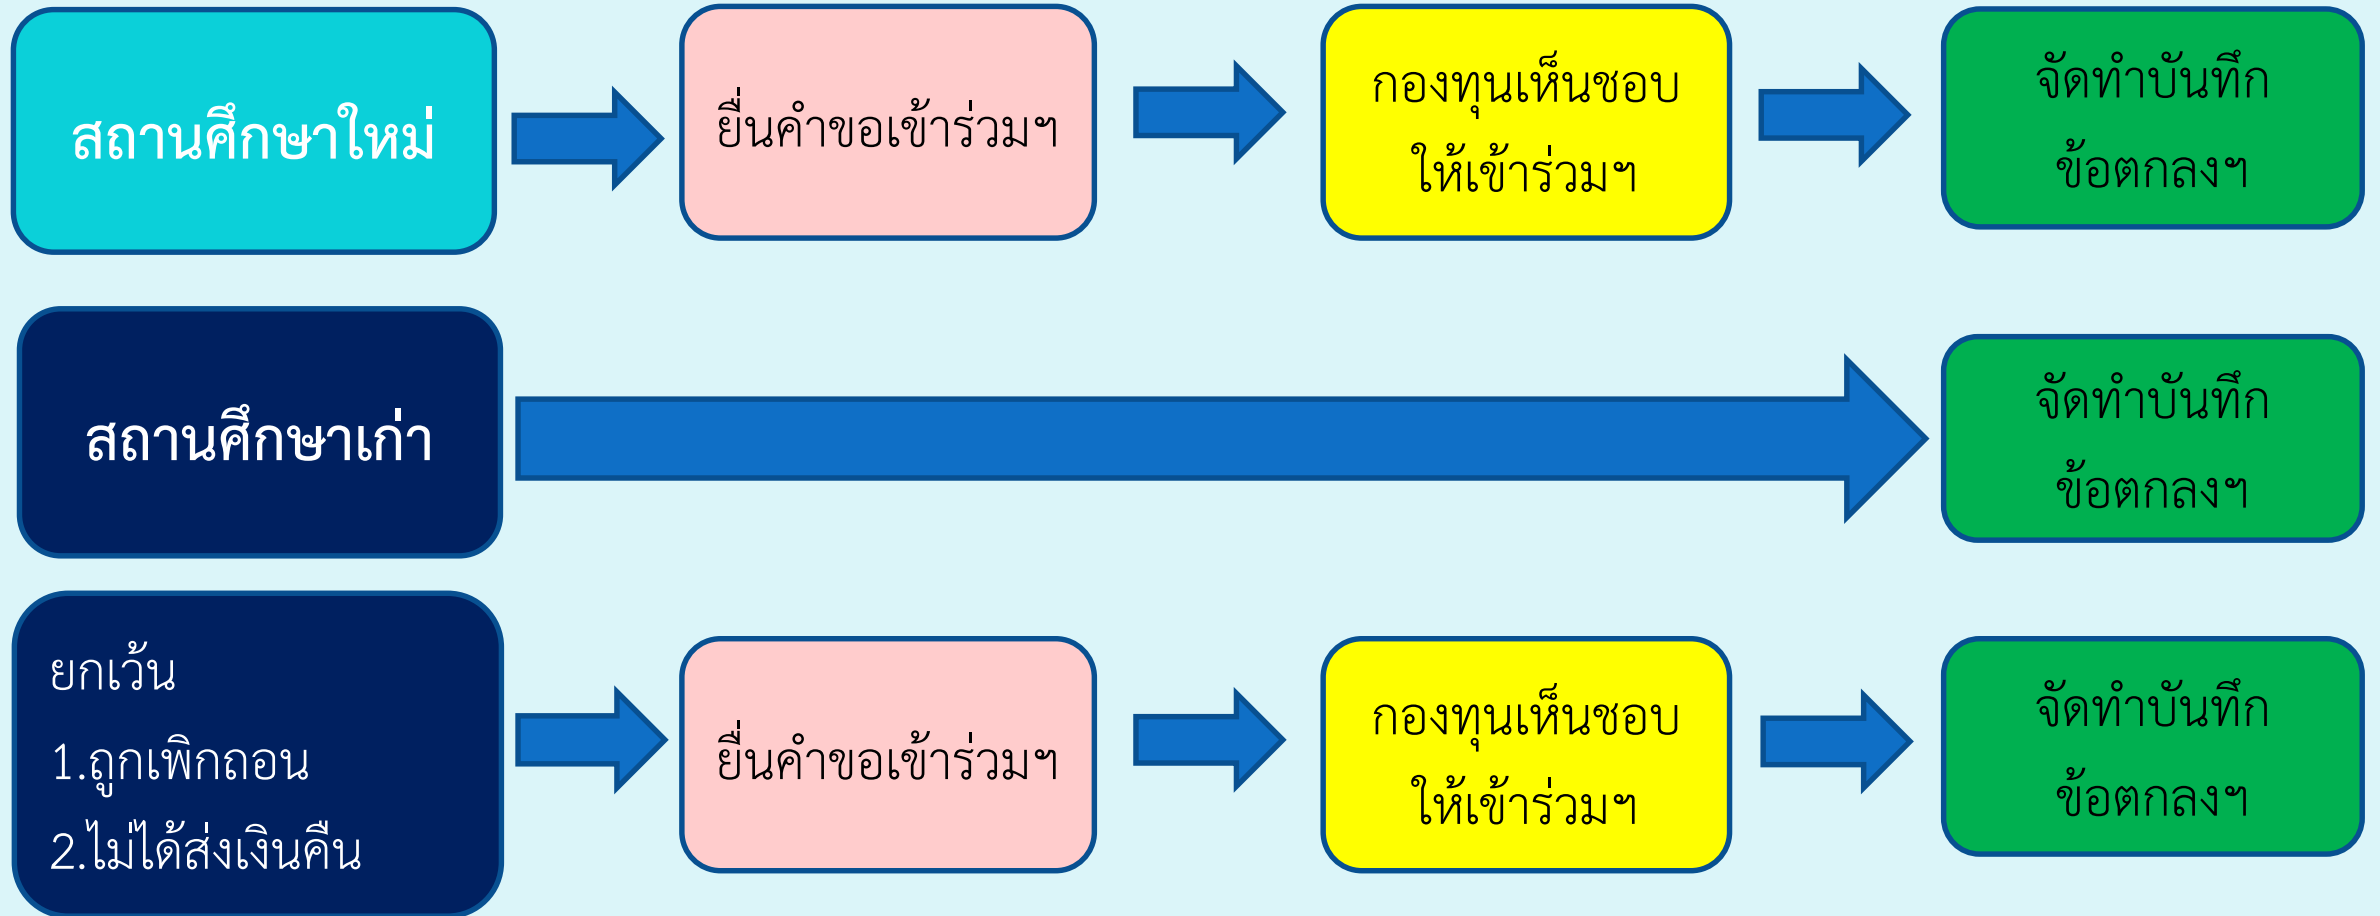 สถานศึกษาใหม่
ยื่นคำขอเข้าร่วมฯ
กองทุนเห็นชอบ
ให้เข้าร่วมฯ
จัดทำบันทึก
ข้อตกลงฯ
สถานศึกษาเก่า
จัดทำบันทึก
ข้อตกลงฯ
ยกเว้น
1.ถูกเพิกถอน
2.ไม่ได้ส่งเงินคืน
ยื่นคำขอเข้าร่วมฯ
กองทุนเห็นชอบ
ให้เข้าร่วมฯ
จัดทำบันทึก
ข้อตกลงฯ